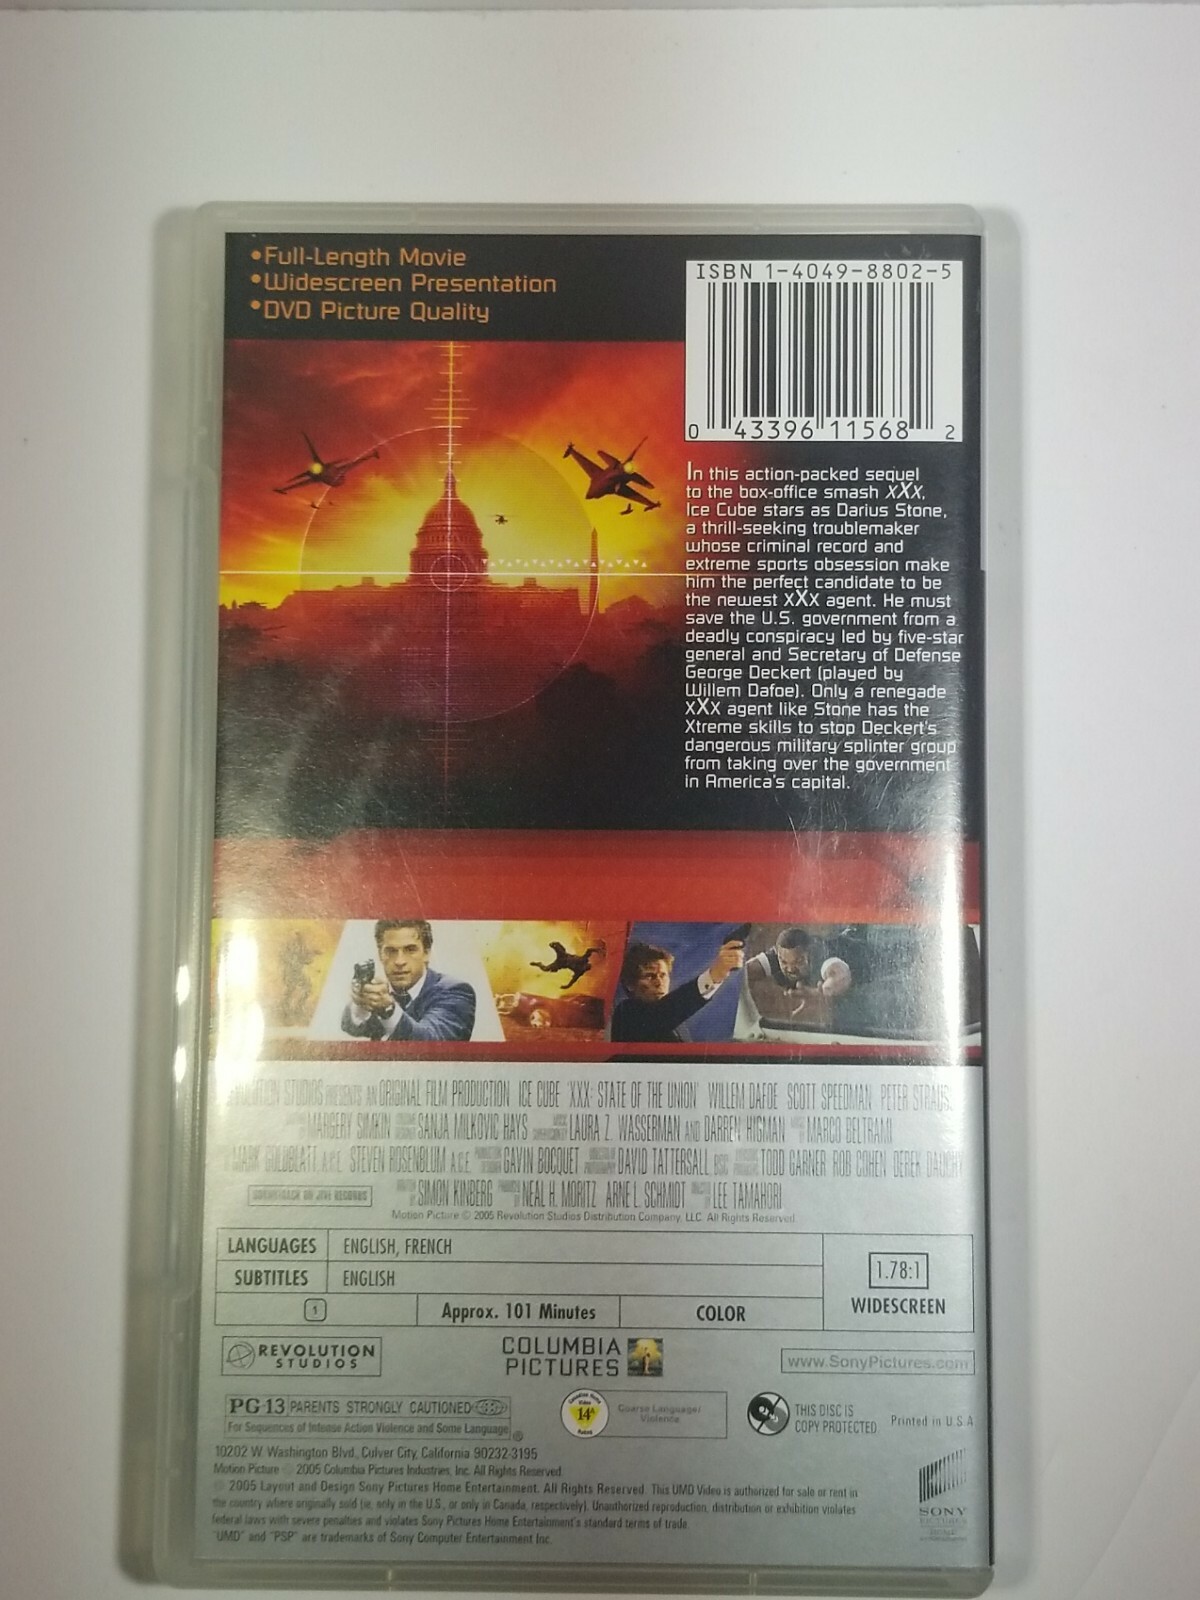 •Full-Length Movie
•Widescreen Presentation
•DVD Picture Quality
ISBN 1-4049-8802-5
0 43396 11568 2
In this action-packed sequel
to the box-office smash xXx,
Ice Cube stars as Darius Stone,
a thrill-seeking troublemaker
whose criminal record and
extreme sports obsession make
him the perfect candidate to be
the newest xXx agent. He must
save the U.S. government from a
deadly conspiracy led by five-star
general and Secretary of Defense
George Deckert (played by
Willem Dafoe). Only a renegade
xXx agent like Stone has the
Xtreme skills to stop Deckert's
dangerous military splinter group
from taking over the government
in America's capital.
STUDIOS PRESENTS AN ORIGINAL FILM PRODUCTION ICE CUBE 'XXX: STATE OF THE UNION' WILLEM DAFOE SCOTT SPEEDMAN PETER STRAUSS
MARGERY SIMKIN SANJA MILKOVIC HAYS LAURA Z. WASSERMAN AND DARREN HIGMAN MARCO BELTRAMI
MARK GOLDBLATT, A.C.E. STEVEN ROSENBLUM A.C.E. GAVIN BOCQUET DAVID TATTERSALL, BSC TODD GARNER ROB COHEN DEREK DAUCHY
SOUNDTRACK ON JIVE RECORDS
SIMON KINBERG NEAL H. MORITZ ARNE L. SCHMIDT LEE TAMAHORI
Motion Picture © 2005 Revolution Studios Distribution Company, LLC. All Rights Reserved.
LANGUAGES ENGLISH, FRENCH
SUBTITLES ENGLISH
1.78:1
WIDESCREEN
1 Approx. 101 Minutes COLOR
REVOLUTION
STUDIOS
COLUMBIA
PICTURES
www.SonyPictures.com
PG-13 PARENTS STRONGLY CAUTIONED
For Sequences of Intense Action Violence and Some Language
®
Canadian Home
Video
14A
Rated
Coarse Language/
Violence
THIS DISC IS
COPY PROTECTED
Printed in U.S.A
10202 W. Washington Blvd., Culver City, California 90232-3195
Motion Picture © 2005 Columbia Pictures Industries, Inc. All Rights Reserved.
© 2005 Layout and Design Sony Pictures Home Entertainment. All Rights Reserved. This UMD Video is authorized for sale or rent in
the country where originally sold (ie, only in the U.S., or only in Canada, respectively). Unauthorized reproduction, distribution or exhibition violates
federal laws with severe penalties and violates Sony Pictures Home Entertainment's standard terms of trade.
"UMD" and "PSP" are trademarks of Sony Computer Entertainment Inc.
SONY
PICTURES